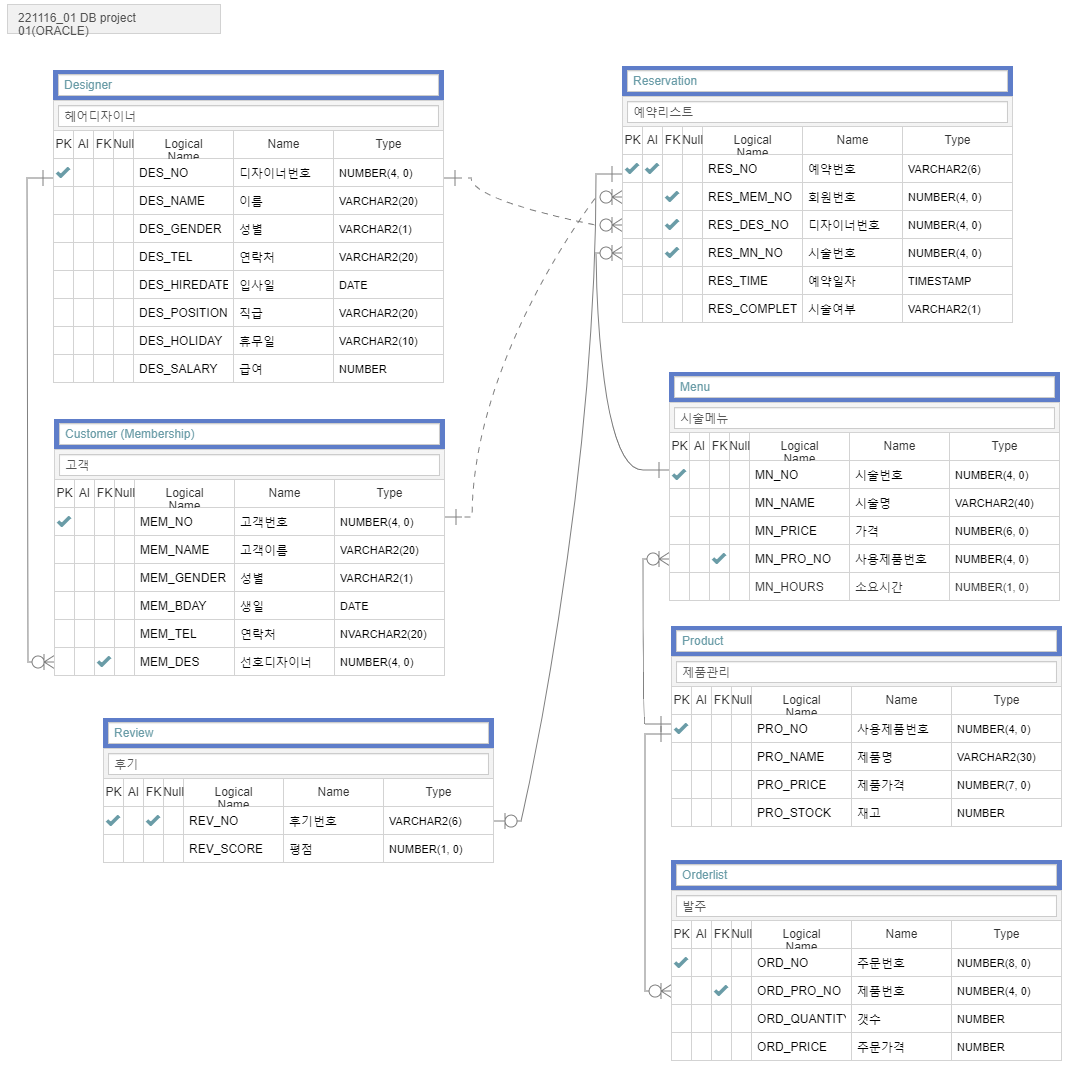 221116_01 DB project
01(ORACLE)
Designer
헤어디자이너
PK AI FK Null Logical Name Name Type
DES_NO 디자이너번호 NUMBER(4, 0)
DES_NAME 이름 VARCHAR2(20)
DES_GENDER 성별 VARCHAR2(1)
DES_TEL 연락처 VARCHAR2(20)
DES_HIREDATE 입사일 DATE
DES_POSITION 직급 VARCHAR2(20)
DES_HOLIDAY 휴무일 VARCHAR2(10)
DES_SALARY 급여 NUMBER
Customer (Membership)
고객
PK AI FK Null Logical Name Name Type
MEM_NO 고객번호 NUMBER(4, 0)
MEM_NAME 고객이름 VARCHAR2(20)
MEM_GENDER 성별 VARCHAR2(1)
MEM_BDAY 생일 DATE
MEM_TEL 연락처 NVARCHAR2(20)
MEM_DES 선호디자이너 NUMBER(4, 0)
Review
후기
PK AI FK Null Logical Name Name Type
REV_NO 후기번호 VARCHAR2(6)
REV_SCORE 평점 NUMBER(1, 0)
Reservation
예약리스트
PK AI FK Null Logical Name Name Type
RES_NO 예약번호 VARCHAR2(6)
RES_MEM_NO 회원번호 NUMBER(4, 0)
RES_DES_NO 디자이너번호 NUMBER(4, 0)
RES_MN_NO 시술번호 NUMBER(4, 0)
RES_TIME 예약일자 TIMESTAMP
RES_COMPLET 시술여부 VARCHAR2(1)
Menu
시술메뉴
PK AI FK Null Logical Name Name Type
MN_NO 시술번호 NUMBER(4, 0)
MN_NAME 시술명 VARCHAR2(40)
MN_PRICE 가격 NUMBER(6, 0)
MN_PRO_NO 사용제품번호 NUMBER(4, 0)
MN_HOURS 소요시간 NUMBER(1, 0)
Product
제품관리
PK AI FK Null Logical Name Name Type
PRO_NO 사용제품번호 NUMBER(4, 0)
PRO_NAME 제품명 VARCHAR2(30)
PRO_PRICE 제품가격 NUMBER(7, 0)
PRO_STOCK 재고 NUMBER
Orderlist
발주
PK AI FK Null Logical Name Name Type
ORD_NO 주문번호 NUMBER(8, 0)
ORD_PRO_NO 제품번호 NUMBER(4, 0)
ORD_QUANTITY 갯수 NUMBER
ORD_PRICE 주문가격 NUMBER